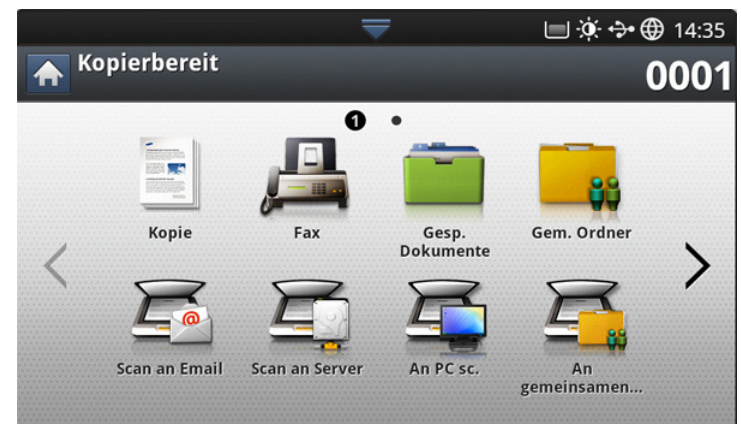 14:35
Kopierbereit
0001
1
Kopie
Fax
Gesp.
Dokumente
Gem. Ordner
@
Scan an Email
Scan an Server
An PC sc.
An
gemeinsamen...